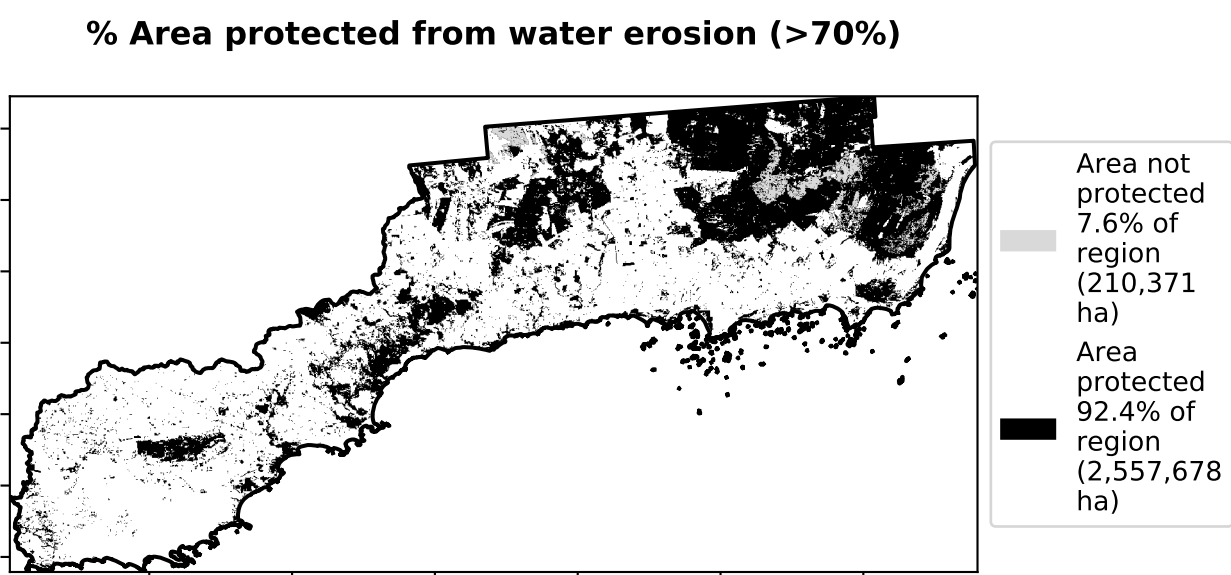 % Area protected from water erosion (>70%)
Area not
protected
7.6% of
region
(210,371
ha)
Area
protected
92.4% of
region
(2,557,678
ha)